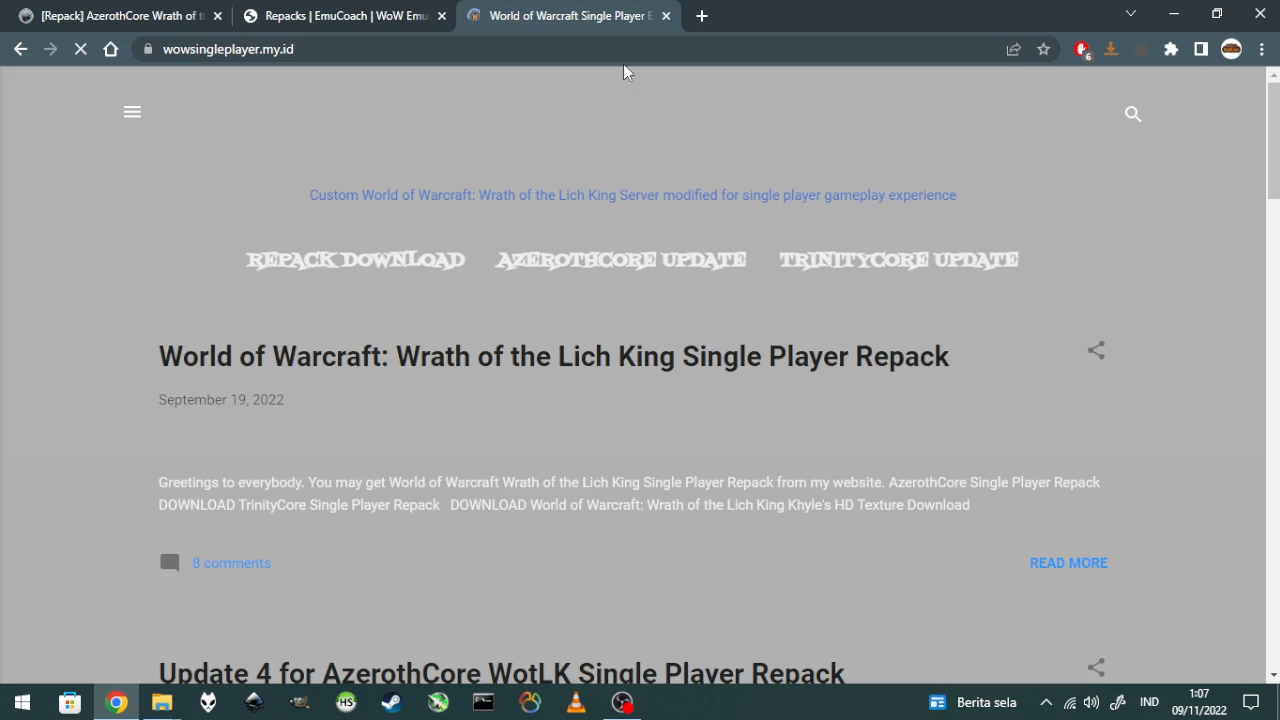 [Repack] AzerothCore Wrath of t
Repacks | EmuCoach | WoW Emu
World of Warcraft Single Player E
wowsingleplayer.my.id
6
Custom World of Warcraft: Wrath of the Lich King Server modified for single player gameplay experience
REPACK DOWNLOAD
AZEROTHCORE UPDATE
TRINITYCORE UPDATE
World of Warcraft: Wrath of the Lich King Single Player Repack
September 19, 2022
Greetings to everybody. You may get World of Warcraft Wrath of the Lich King Single Player Repack from my website. AzerothCore Single Player Repack
DOWNLOAD TrinityCore Single Player Repack   DOWNLOAD World of Warcraft: Wrath of the Lich King Khyle's HD Texture Download
8 comments
READ MORE
Update 4 for AzerothCore WotLK Single Player Repack
HS
Berita sela
IND
1:07
09/11/2022